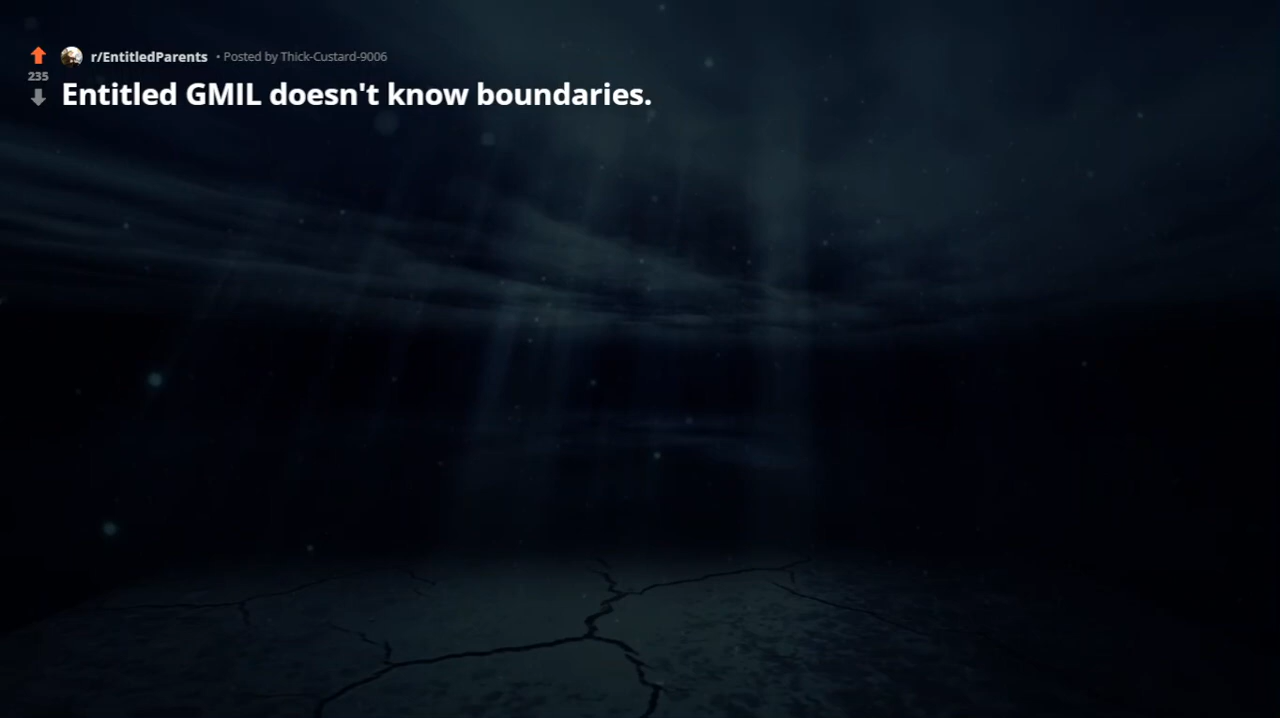 r/EntitledParents • Posted by Thick-Custard-9006
235
Entitled GMIL doesn't know boundaries.